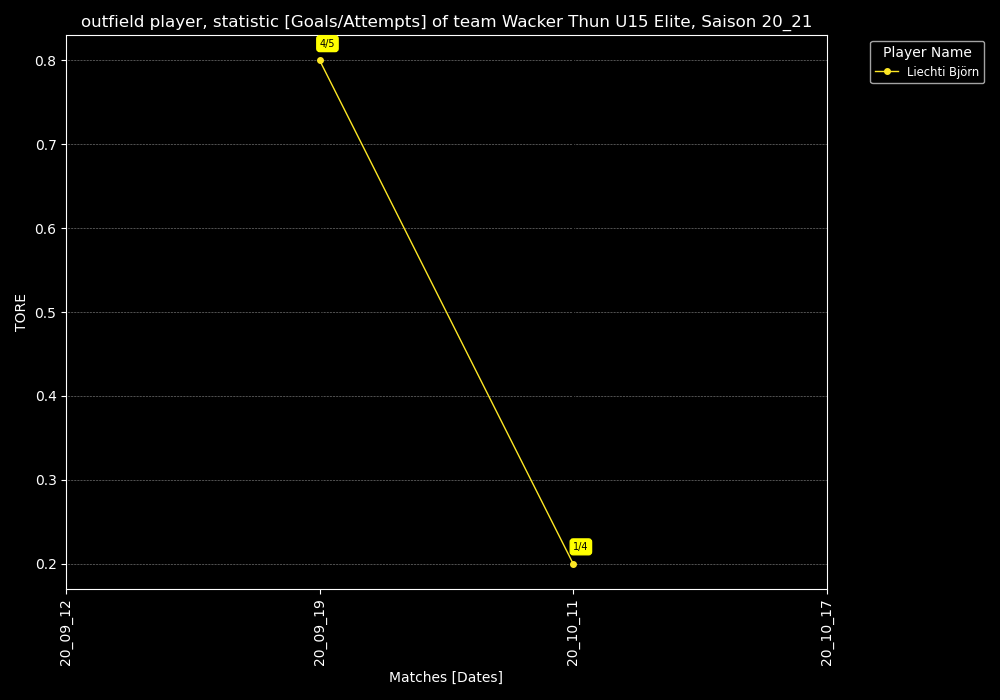 outfield player, statistic [Goals/Attempts] of team Wacker Thun U15 Elite, Saison 20_21
Player Name
Liechti Björn
4/5
1/4
TORE
0.8
0.7
0.6
0.5
0.4
0.3
0.2
20_09_12
20_09_19
20_10_11
20_10_17
Matches [Dates]